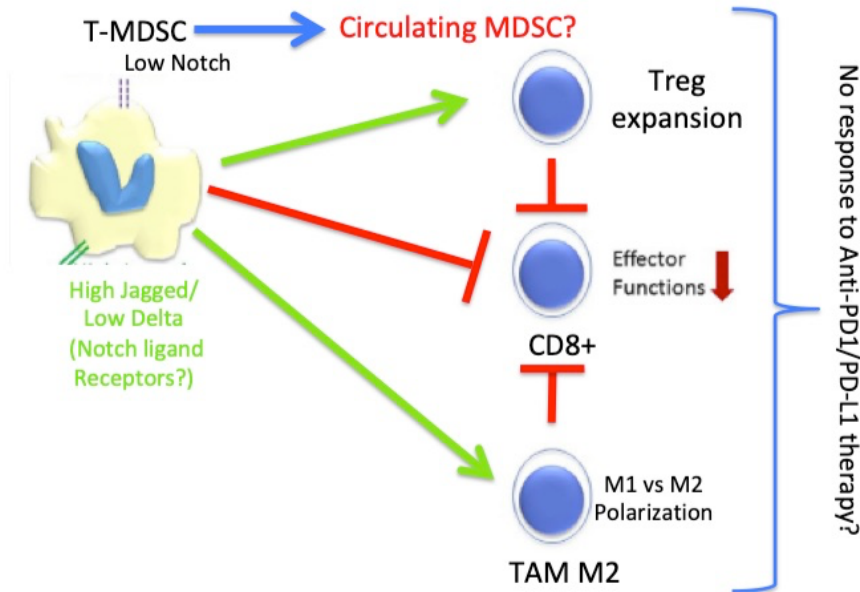 T-MDSC
Circulating MDSC?
Low Notch
Treg
expansion
High Jagged/
Low Delta
(Notch ligand
Receptors?)
Effector
Functions
CD8+
M1 vs M2
Polarization
TAM M2
No response to Anti-PD1/PD-L1 therapy?